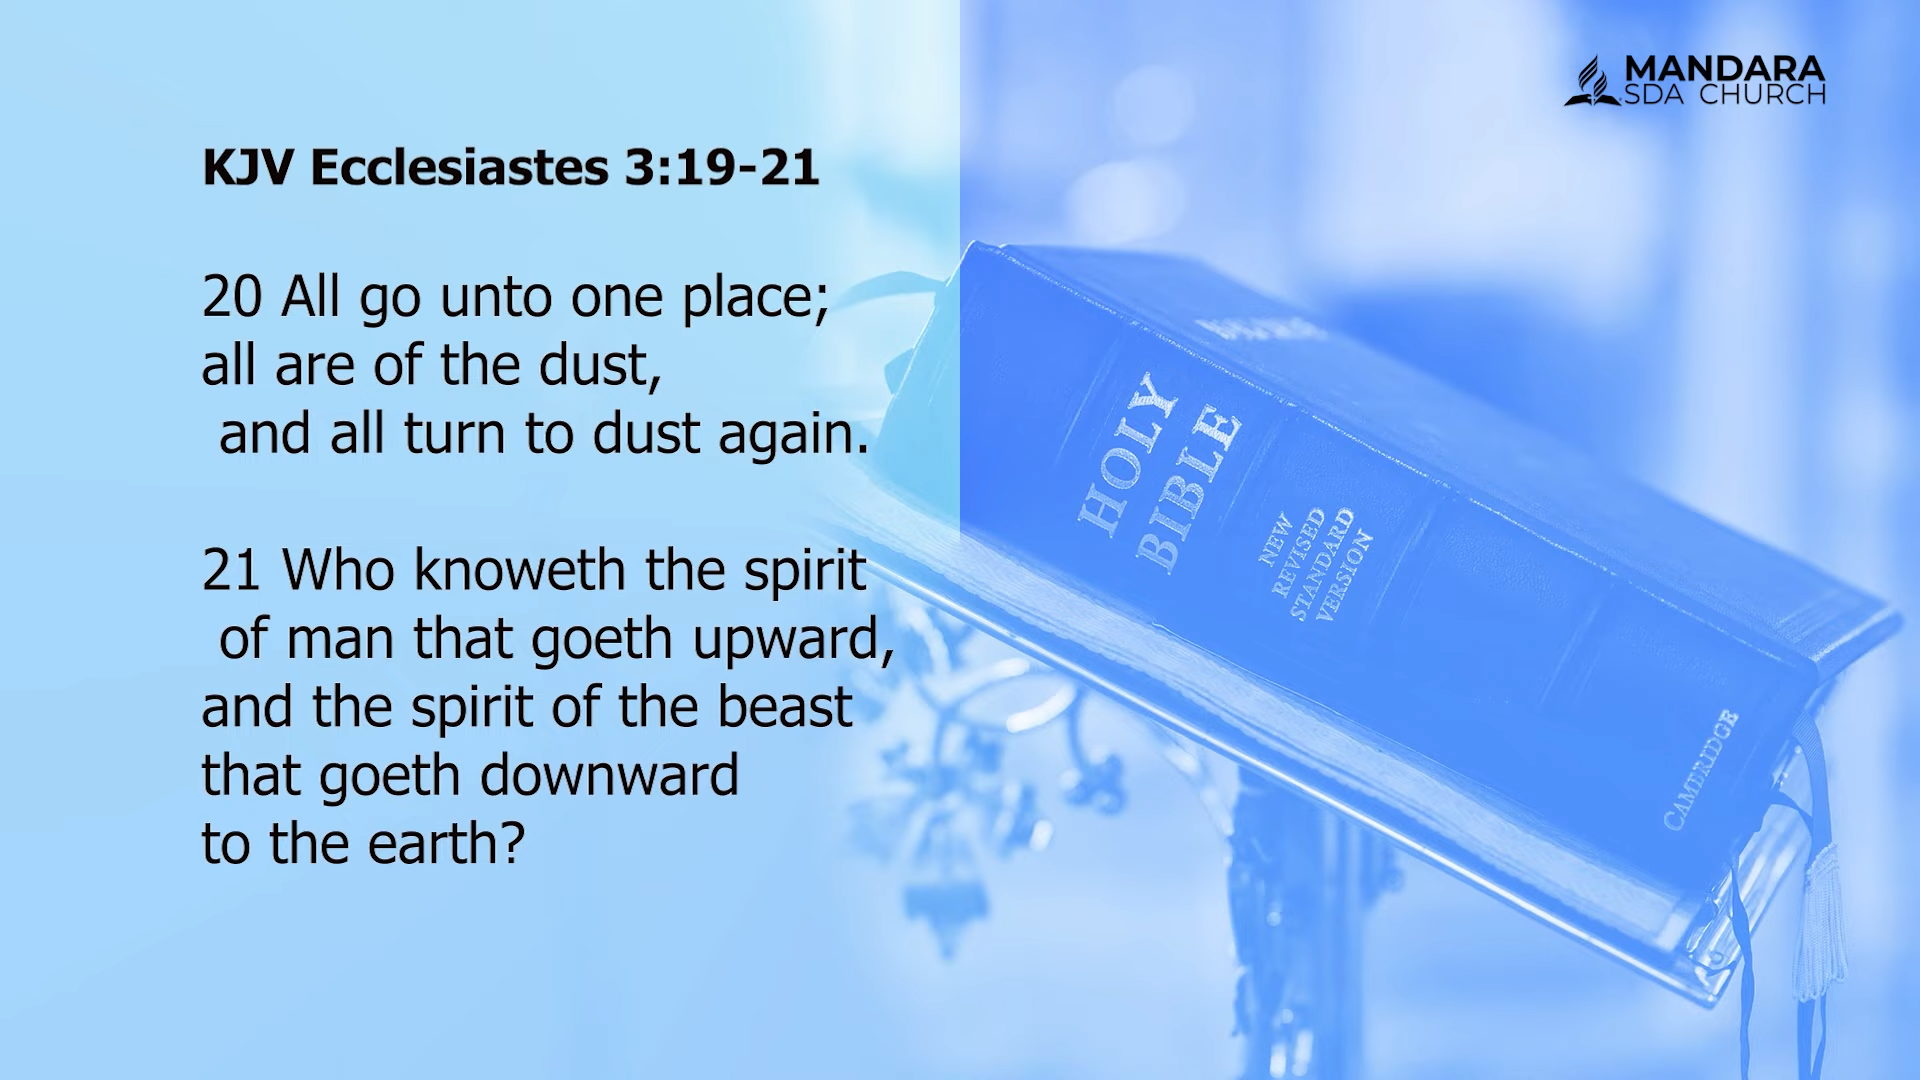 MANDARA
SDA CHURCH
KJV Ecclesiastes 3:19-21
20 All go unto one place;
all are of the dust,
and all turn to dust again.
21 Who knoweth the spirit
of man that goeth upward,
and the spirit of the beast
that goeth downward
to the earth?
HOLY
BIBLE
NEW
REVISED
STANDARD
VERSION
CAMBRIDGE